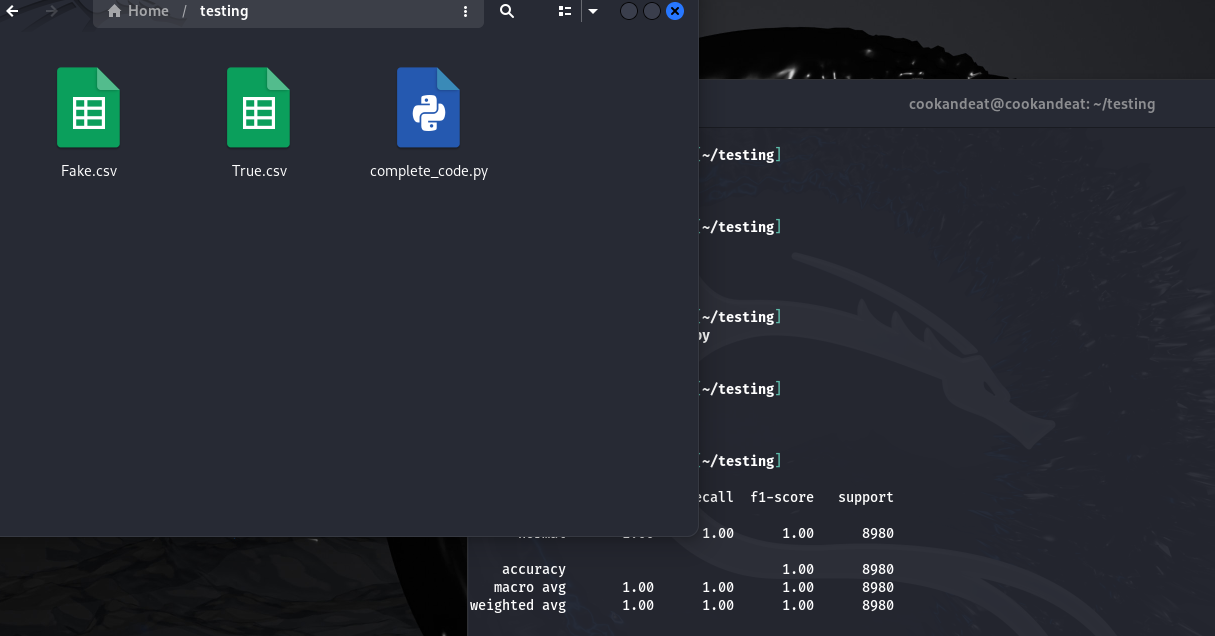 Home / testing
Fake.csv
True.csv
complete_code.py
cookandeat@cookandeat: ~/testing
[~/testing]
[~/testing]
[~/testing]
py
[~/testing]
[~/testing]
ecall f1-score support
1.00 1.00 8980
accuracy 1.00 8980
macro avg 1.00 1.00 1.00 8980
weighted avg 1.00 1.00 1.00 8980